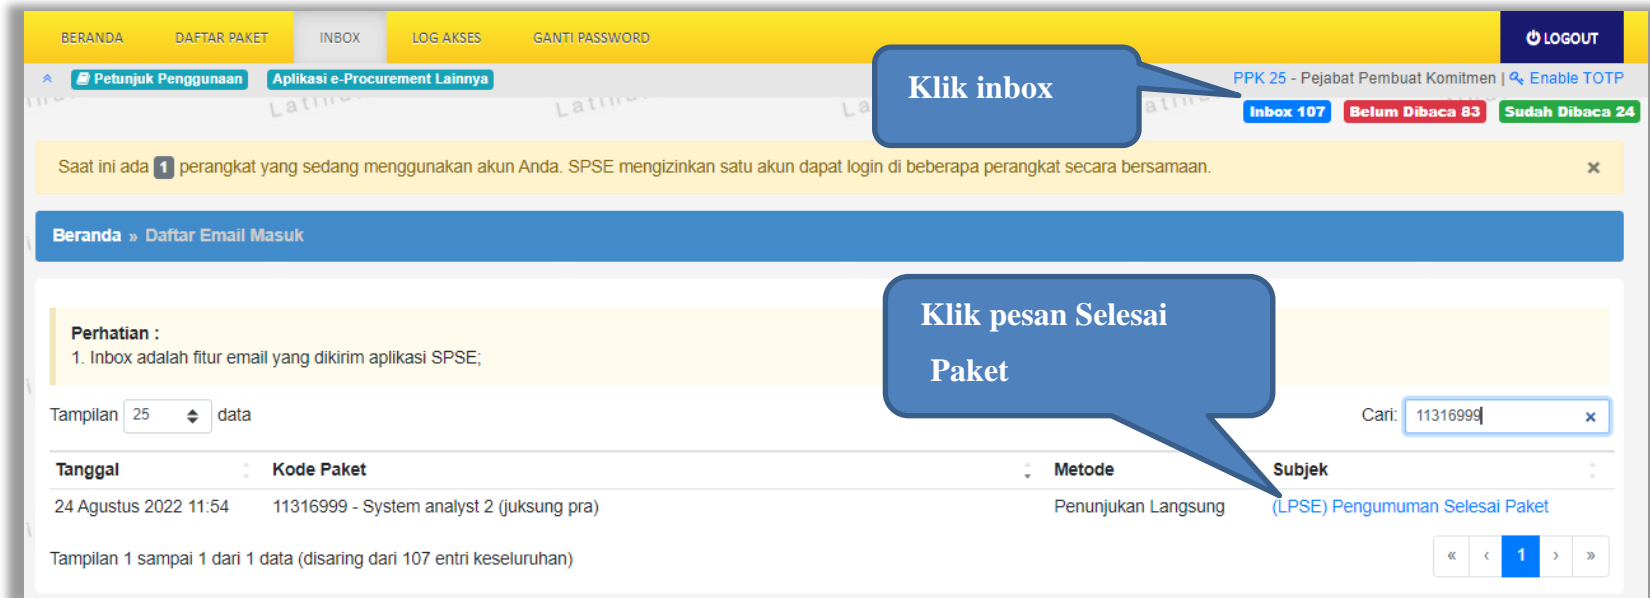 BERANDA DAFTAR PAKET INBOX LOG AKSES GANTI PASSWORD LOGOUT
Petunjuk Penggunaan Aplikasi e-Procurement Lainnya
Klik inbox
PPK 25 - Pejabat Pembuat Komitmen | Enable TOTP
Inbox 107 Belum Dibaca 83 Sudah Dibaca 24
Saat ini ada 1 perangkat yang sedang menggunakan akun Anda. SPSE mengizinkan satu akun dapat login di beberapa perangkat secara bersamaan. ×
Beranda » Daftar Email Masuk
Klik pesan Selesai
Paket
Perhatian :
1. Inbox adalah fitur email yang dikirim aplikasi SPSE;
Tampilan 25 data
Cari: 11316999 ×
Tanggal Kode Paket Metode Subjek
24 Agustus 2022 11:54 11316999 - System analyst 2 (juksung pra) Penunjukan Langsung (LPSE) Pengumuman Selesai Paket
Tampilan 1 sampai 1 dari 1 data (disaring dari 107 entri keseluruhan)
« ‹ 1 › »